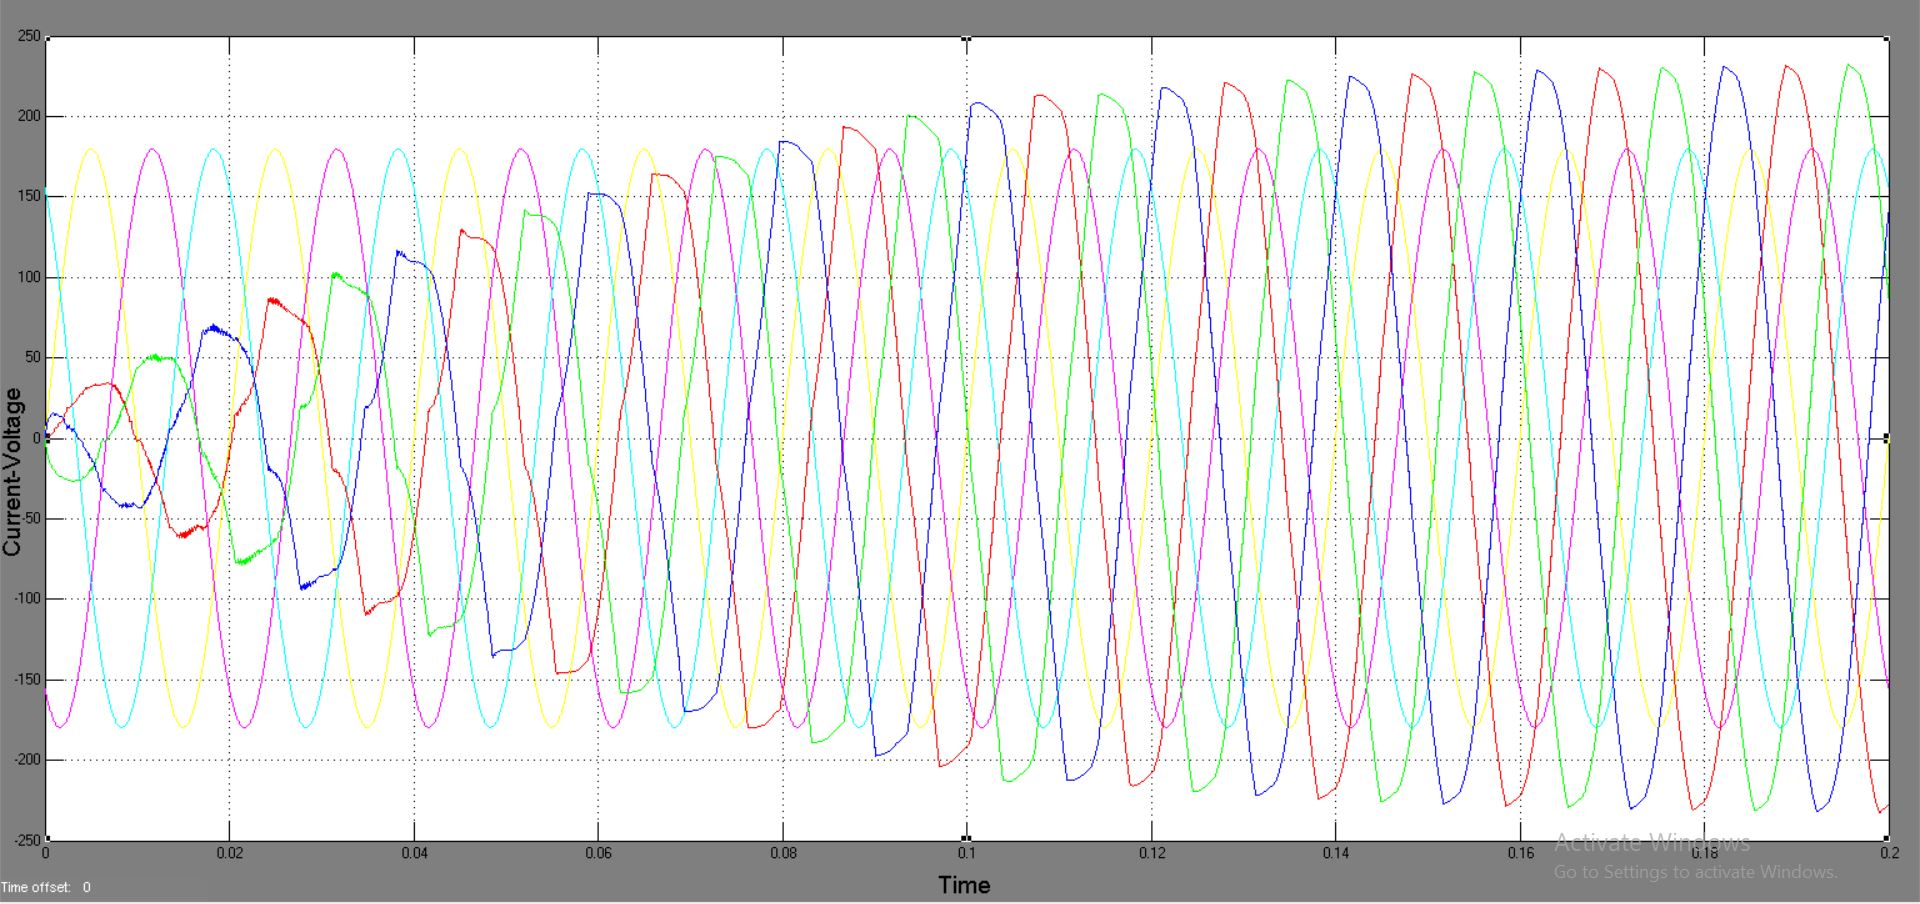 250
200
150
100
50
0
-50
-100
-150
-200
-250
Current-Voltage
0 0.02 0.04 0.06 0.08 0.1 0.12 0.14 0.16 0.18 0.2
Time
Time offset: 0
Activate Windows
Go to Settings to activate Windows.